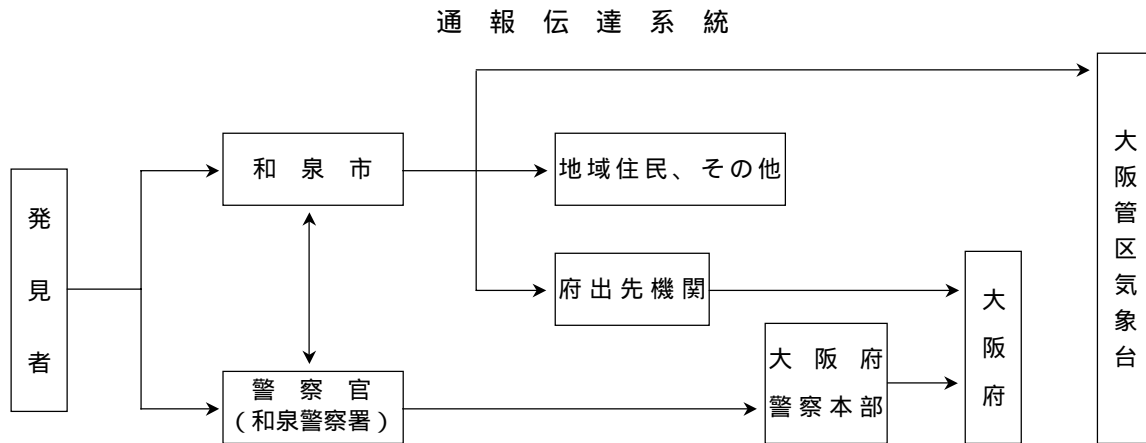 通報伝達系統
発見者
和泉市
警察官
(和泉警察署)
地域住民、その他
府出先機関
大阪府
警察本部
大阪府
大阪管区気象台